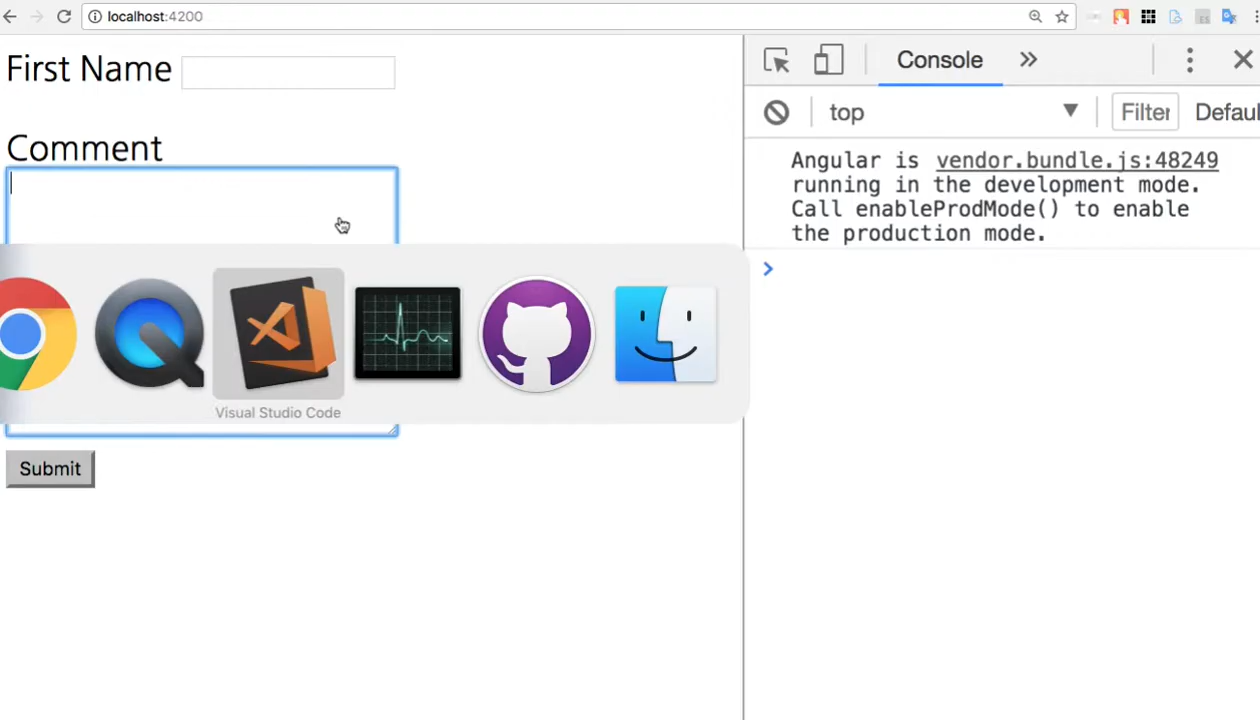 localhost:4200
First Name
Comment
Visual Studio Code
Submit
Console
top
Filter
Defau
Angular is vendor.bundle.js:48249
running in the development mode.
Call enableProdMode() to enable
the production mode.